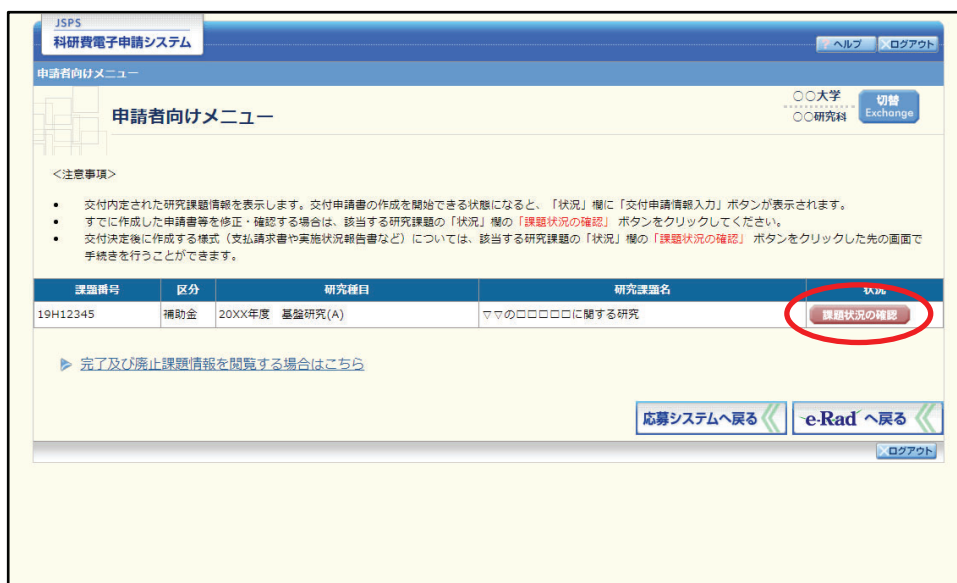 JSPS
科研費電子申請システム
ヘルプ
ログアウト
申請者向けメニュー
申請者向けメニュー
○○大学
○○研究科
切替
Exchange
<注意事項>
• 交付内定された研究課題情報を表示します。交付申請書の作成を開始できる状態になると、「状況」欄に「交付申請情報入力」ボタンが表示されます。
• すでに作成した申請書等を修正・確認する場合は、該当する研究課題の「状況」欄の「課題状況の確認」 ボタンをクリックしてください。
• 交付決定後に作成する様式（支払請求書や実施状況報告書など）については、該当する研究課題の「状況」欄の「課題状況の確認」 ボタンをクリックした先の画面で
手続きを行うことができます。
課題番号 区分 研究種目 研究課題名 状況
19H12345 補助金 20XX年度 基盤研究(A) ▽▽の□□□□□に関する研究 課題状況の確認
完了及び廃止課題情報を閲覧する場合はこちら
応募システムへ戻る
e-Rad へ戻る
ログアウト